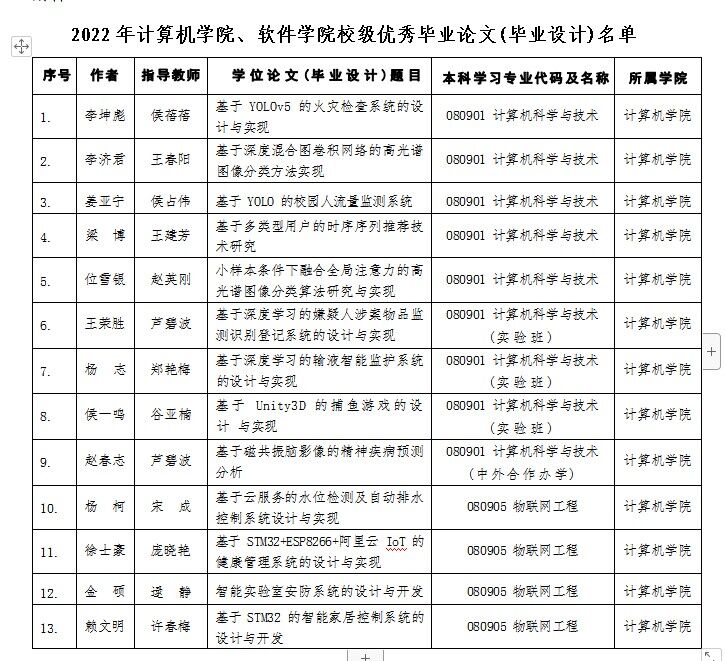 2022年计算机学院、软件学院校级优秀毕业论文(毕业设计)名单
序号 作者 指导教师 学位论文(毕业设计)题目 本科学习专业代码及名称 所属学院
1. 李坤彪 侯蓓蓓 基于 YOLOv5 的火灾检查系统的设
计与实现 080901 计算机科学与技术 计算机学院
2. 李济君 王春阳 基于深度混合图卷积网络的高光谱
图像分类方法实现 080901 计算机科学与技术 计算机学院
3. 姜亚宁 侯占伟 基于 YOLO 的校园人流量监测系统 080901 计算机科学与技术 计算机学院
4. 梁 博 王建芳 基于多类型用户的时序序列推荐技
术研究 080901 计算机科学与技术 计算机学院
5. 位雪银 赵英刚 小样本条件下融合全局注意力的高
光谱图像分类算法研究与实现 080901 计算机科学与技术 计算机学院
6. 王荣胜 芦碧波 基于深度学习的嫌疑人涉案物品监
测识别登记系统的设计与实现 080901 计算机科学与技术
(实验班) 计算机学院
7. 杨 志 郑艳梅 基于深度学习的输液智能监护系统
的设计与实现 080901 计算机科学与技术
(实验班) 计算机学院
8. 侯一鸣 谷亚楠 基于 Unity3D 的捕鱼游戏的设
计 与实现 080901 计算机科学与技术
(实验班) 计算机学院
9. 赵春志 芦碧波 基于磁共振脑影像的精神疾病预测
分析 080901 计算机科学与技术
(中外合作办学) 计算机学院
10. 杨 柯 宋 成 基于云服务的水位检测及自动排水
控制系统设计与实现 080905 物联网工程 计算机学院
11. 徐士豪 庞晓艳 基于 STM32+ESP8266+阿里云 IoT 的
健康管理系统的设计与实现 080905 物联网工程 计算机学院
12. 金 硕 逯 静 智能实验室安防系统的设计与开发 080905 物联网工程 计算机学院
13. 赖文明 许春梅 基于 STM32 的智能家居控制系统的
设计与开发 080905 物联网工程 计算机学院